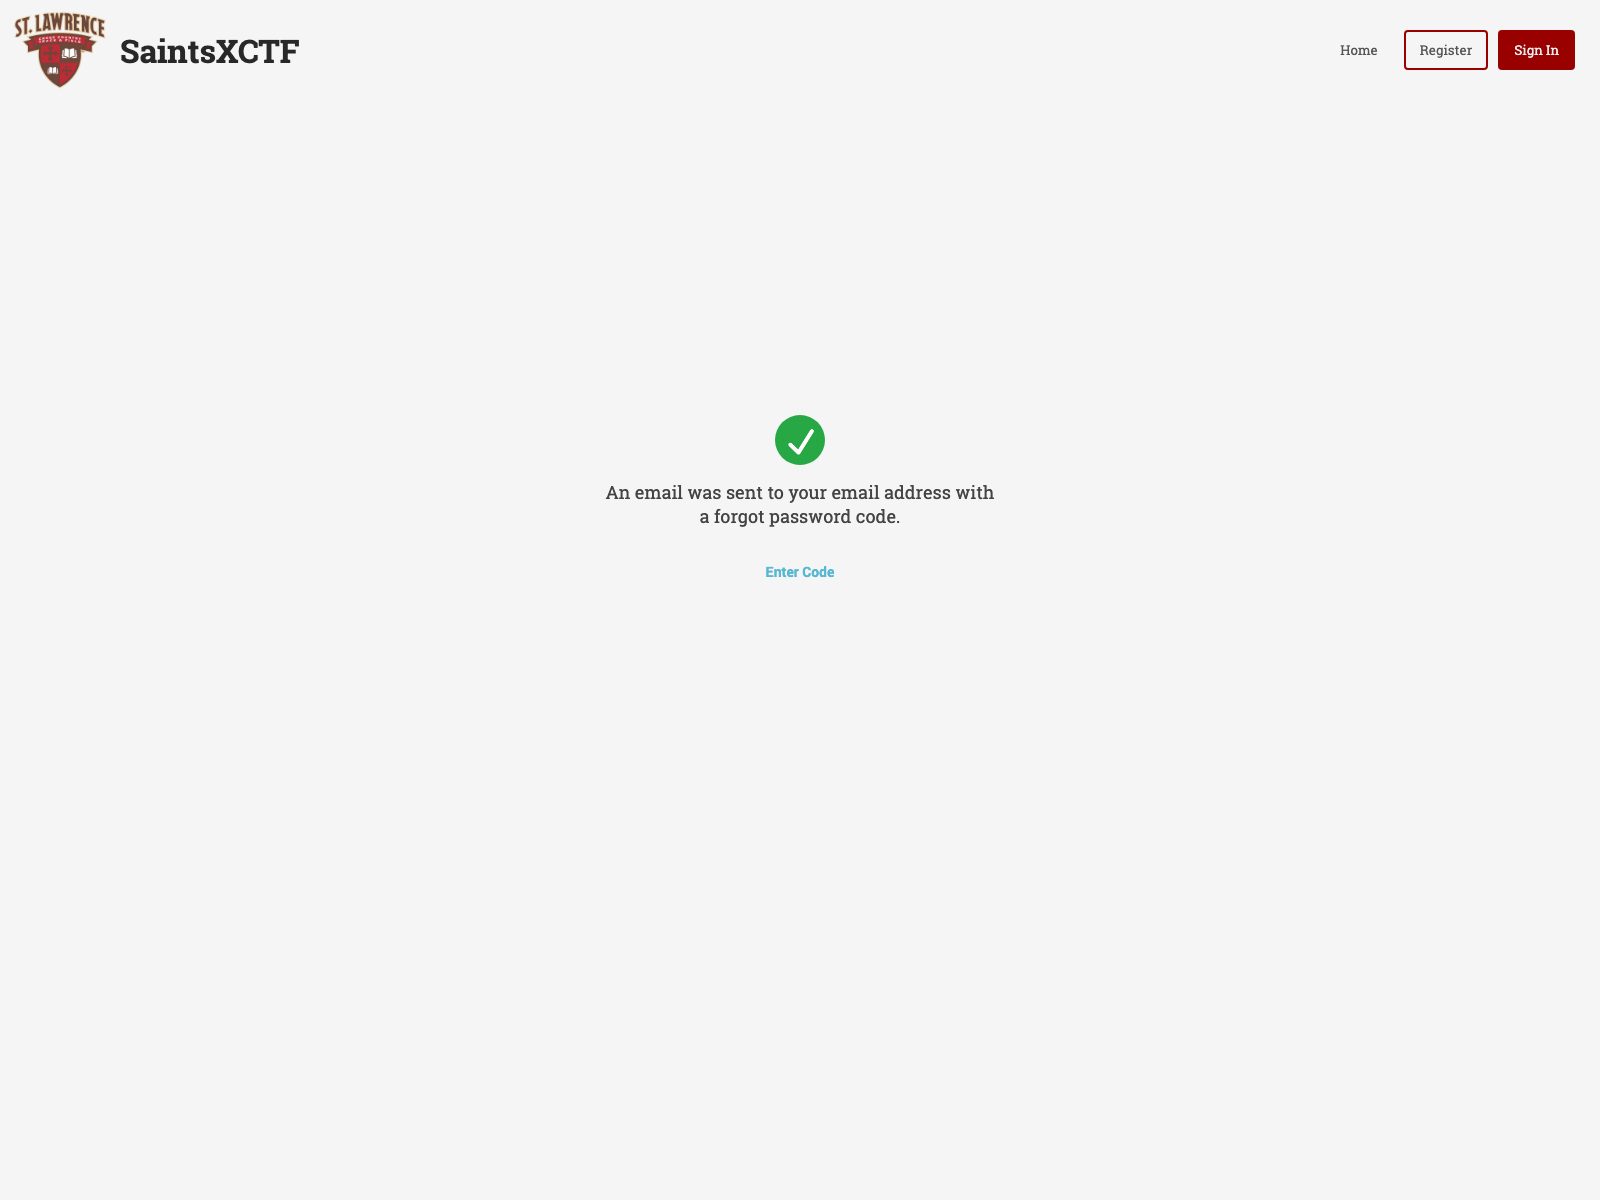 ST. LAWRENCE
SaintsXCTF
Home
Register
Sign In
An email was sent to your email address with
a forgot password code.
Enter Code